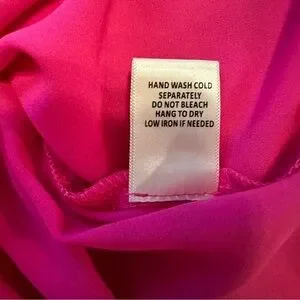 HAND WASH COLD
SEPARATELY
DO NOT BLEACH
HANG TO DRY
LOW IRON IF NEEDED